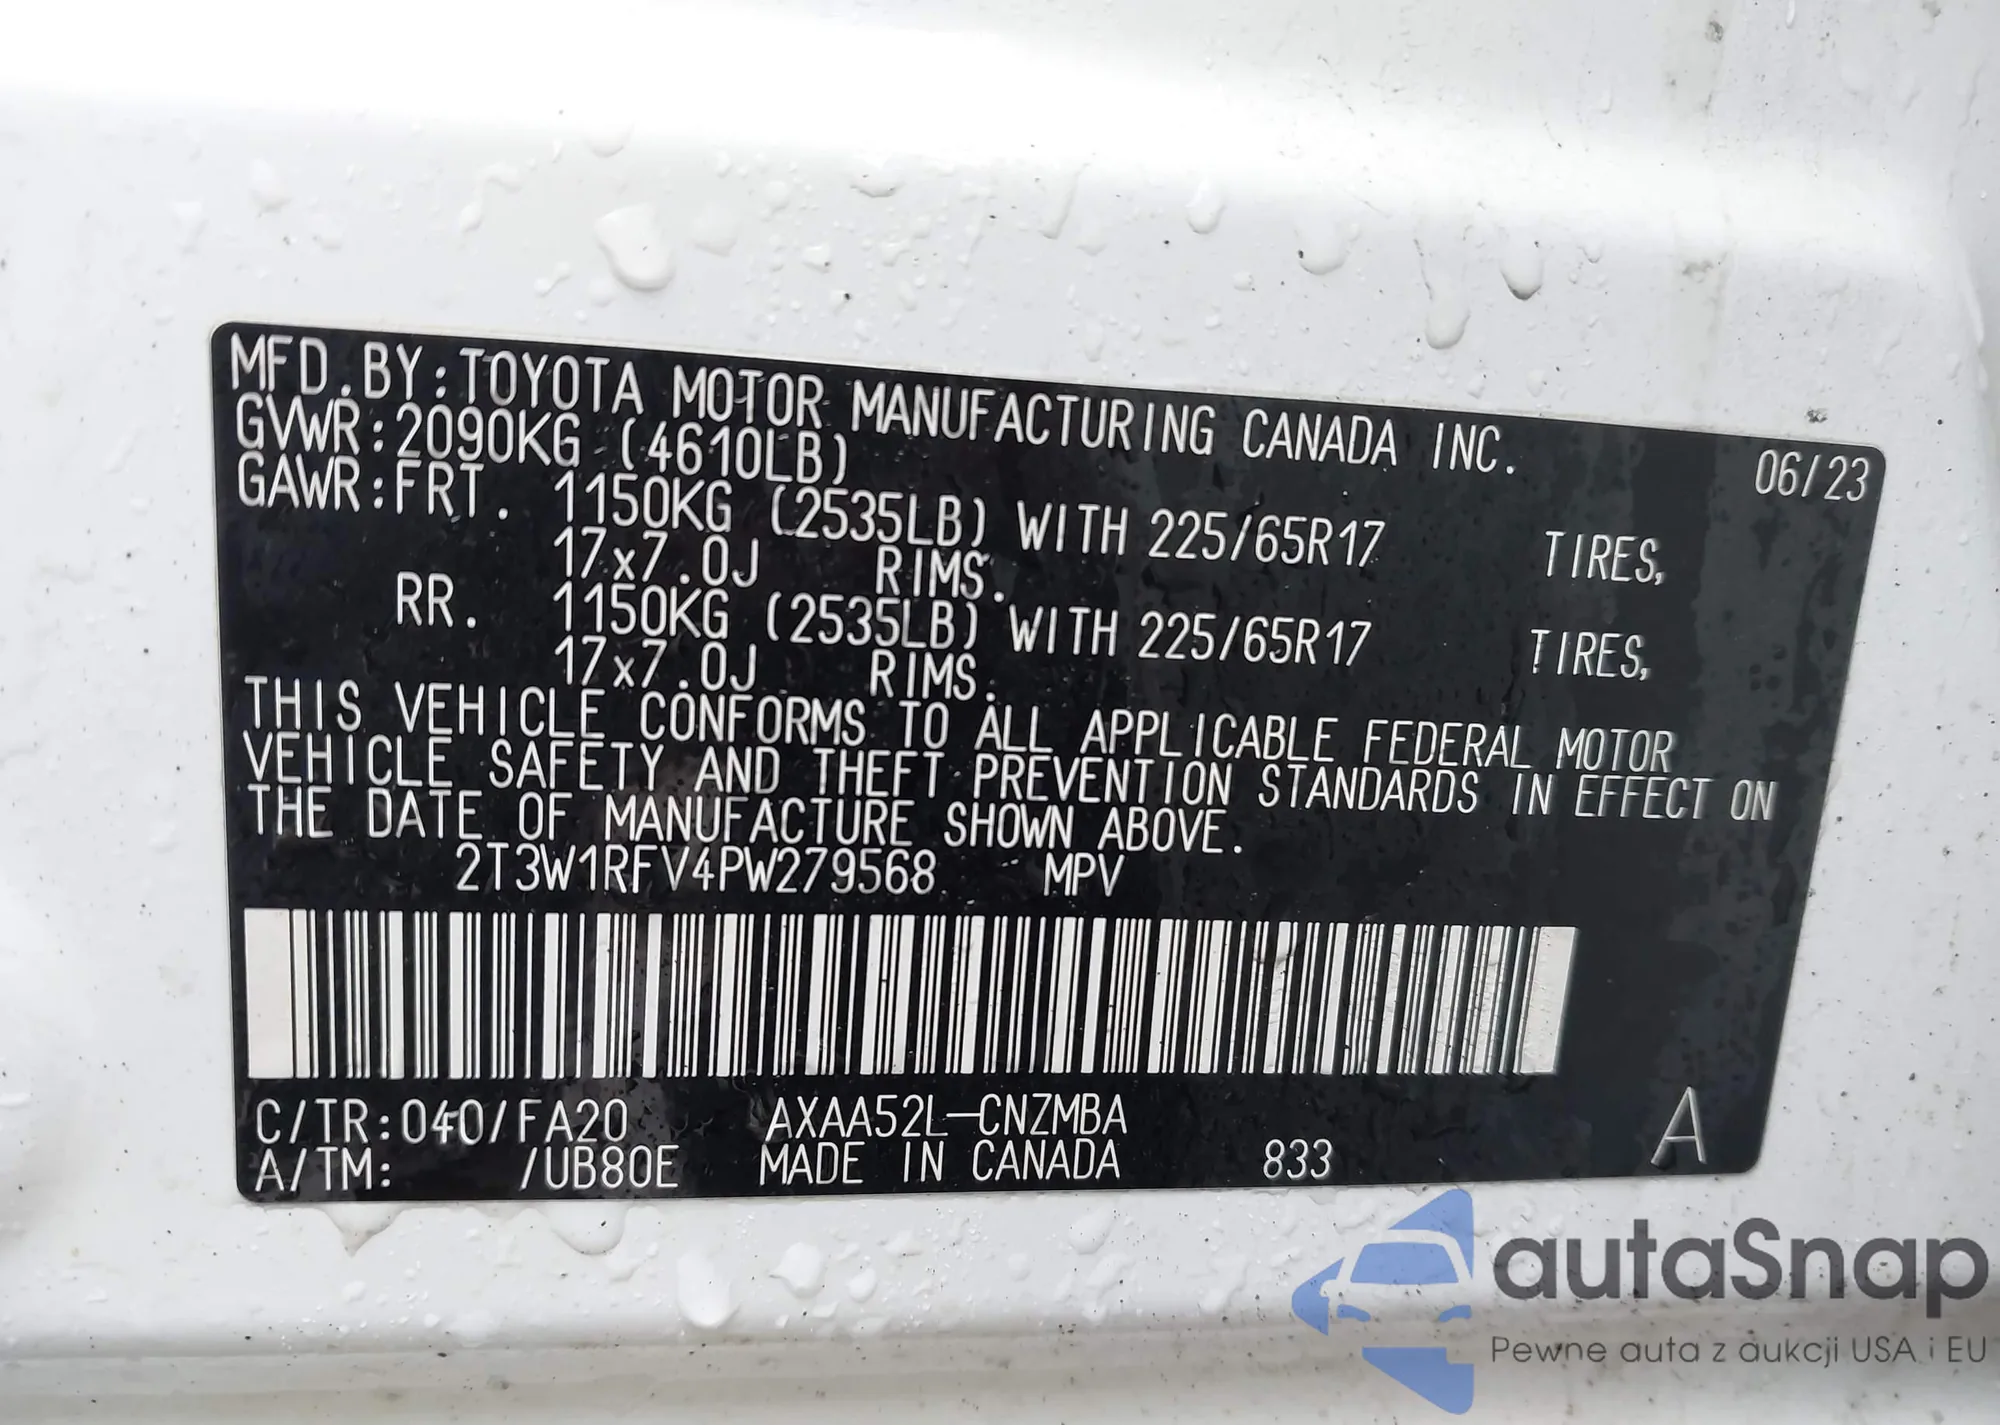 MFD.BY:TOYOTA MOTOR MANUFACTURING CANADA INC. 06/23
GVWR:2090KG (4610LB)
GAWR:FRT. 1150KG (2535LB) WITH 225/65R17 TIRES,
17x7.0J RIMS.
RR. 1150KG (2535LB) WITH 225/65R17 TIRES,
17x7.0J RIMS.
THIS VEHICLE CONFORMS TO ALL APPLICABLE FEDERAL MOTOR
VEHICLE SAFETY AND THEFT PREVENTION STANDARDS IN EFFECT ON
THE DATE OF MANUFACTURE SHOWN ABOVE.
2T3W1RFV4PW279568 MPV
C/TR:040/FA20 AXAA52L-CNZMBA
A/TM: /UB80E MADE IN CANADA 833 A
autaSnap
Pewne auta z aukcji USA i EU